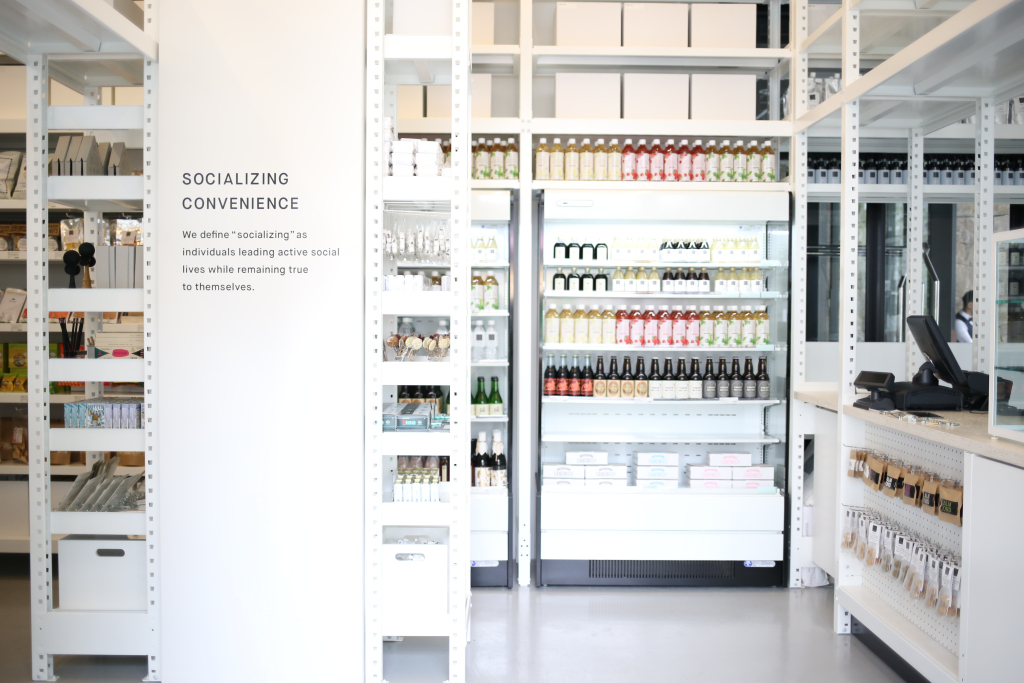 SOCIALIZING
CONVENIENCE
We define “socializing” as
individuals leading active social
lives while remaining true
to themselves.